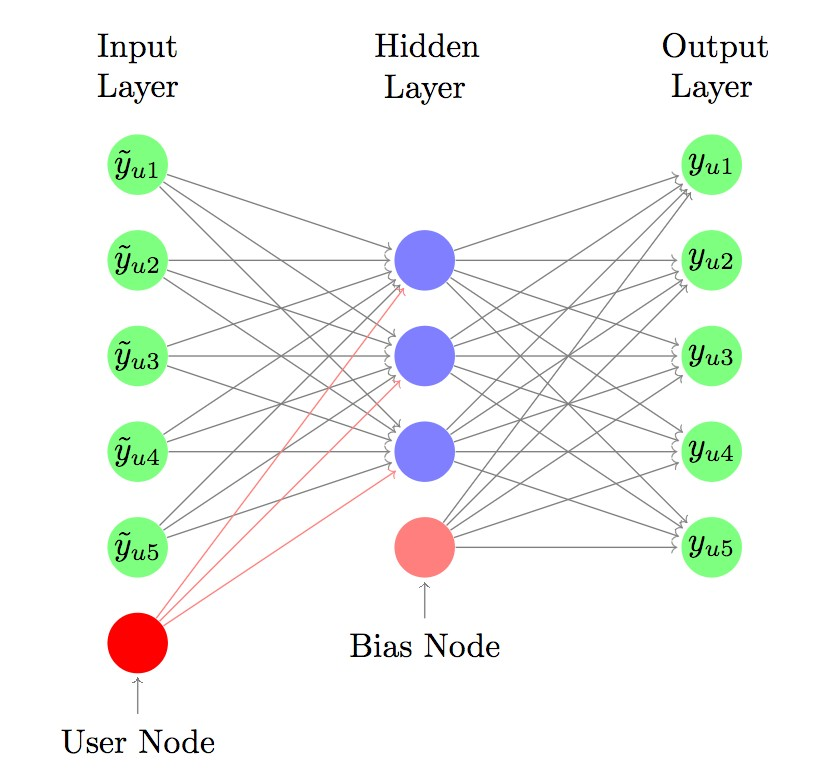 Input
Layer
Hidden
Layer
Output
Layer
ỹu1
ỹu2
ỹu3
ỹu4
ỹu5
yu1
yu2
yu3
yu4
yu5
Bias Node
User Node